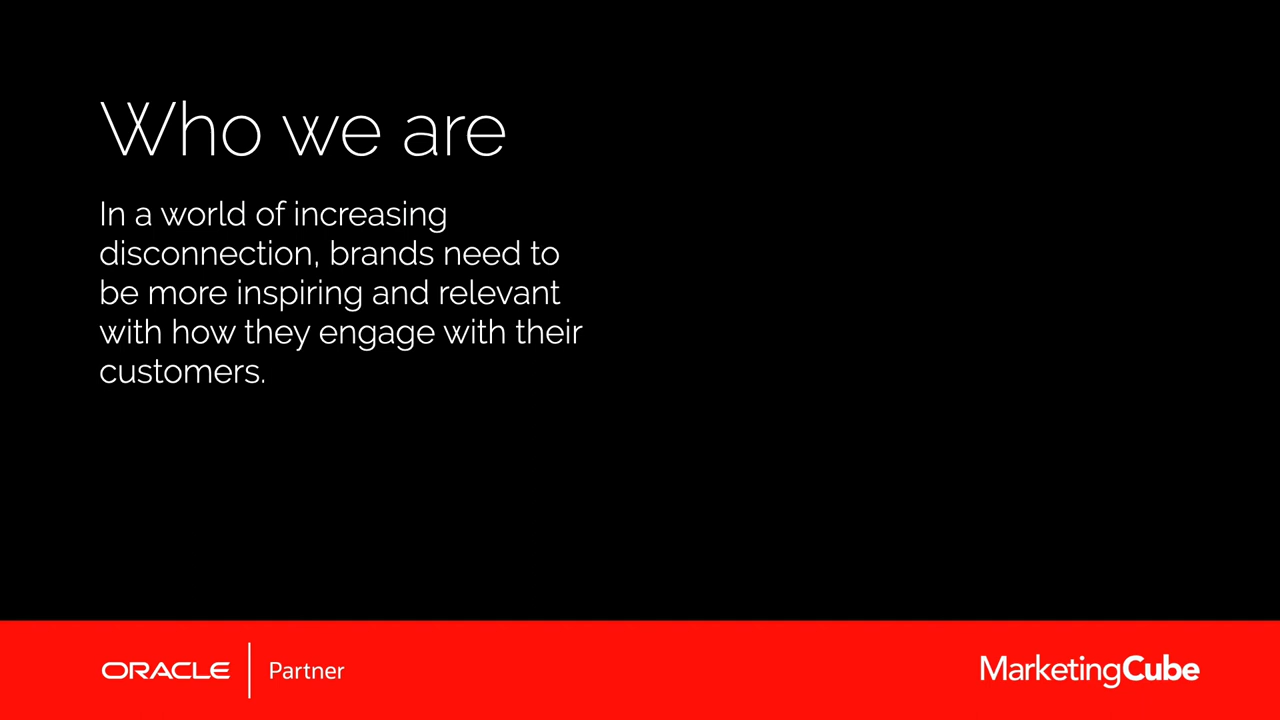 Who we are
In a world of increasing
disconnection, brands need to
be more inspiring and relevant
with how they engage with their
customers.
ORACLE | Partner
MarketingCube